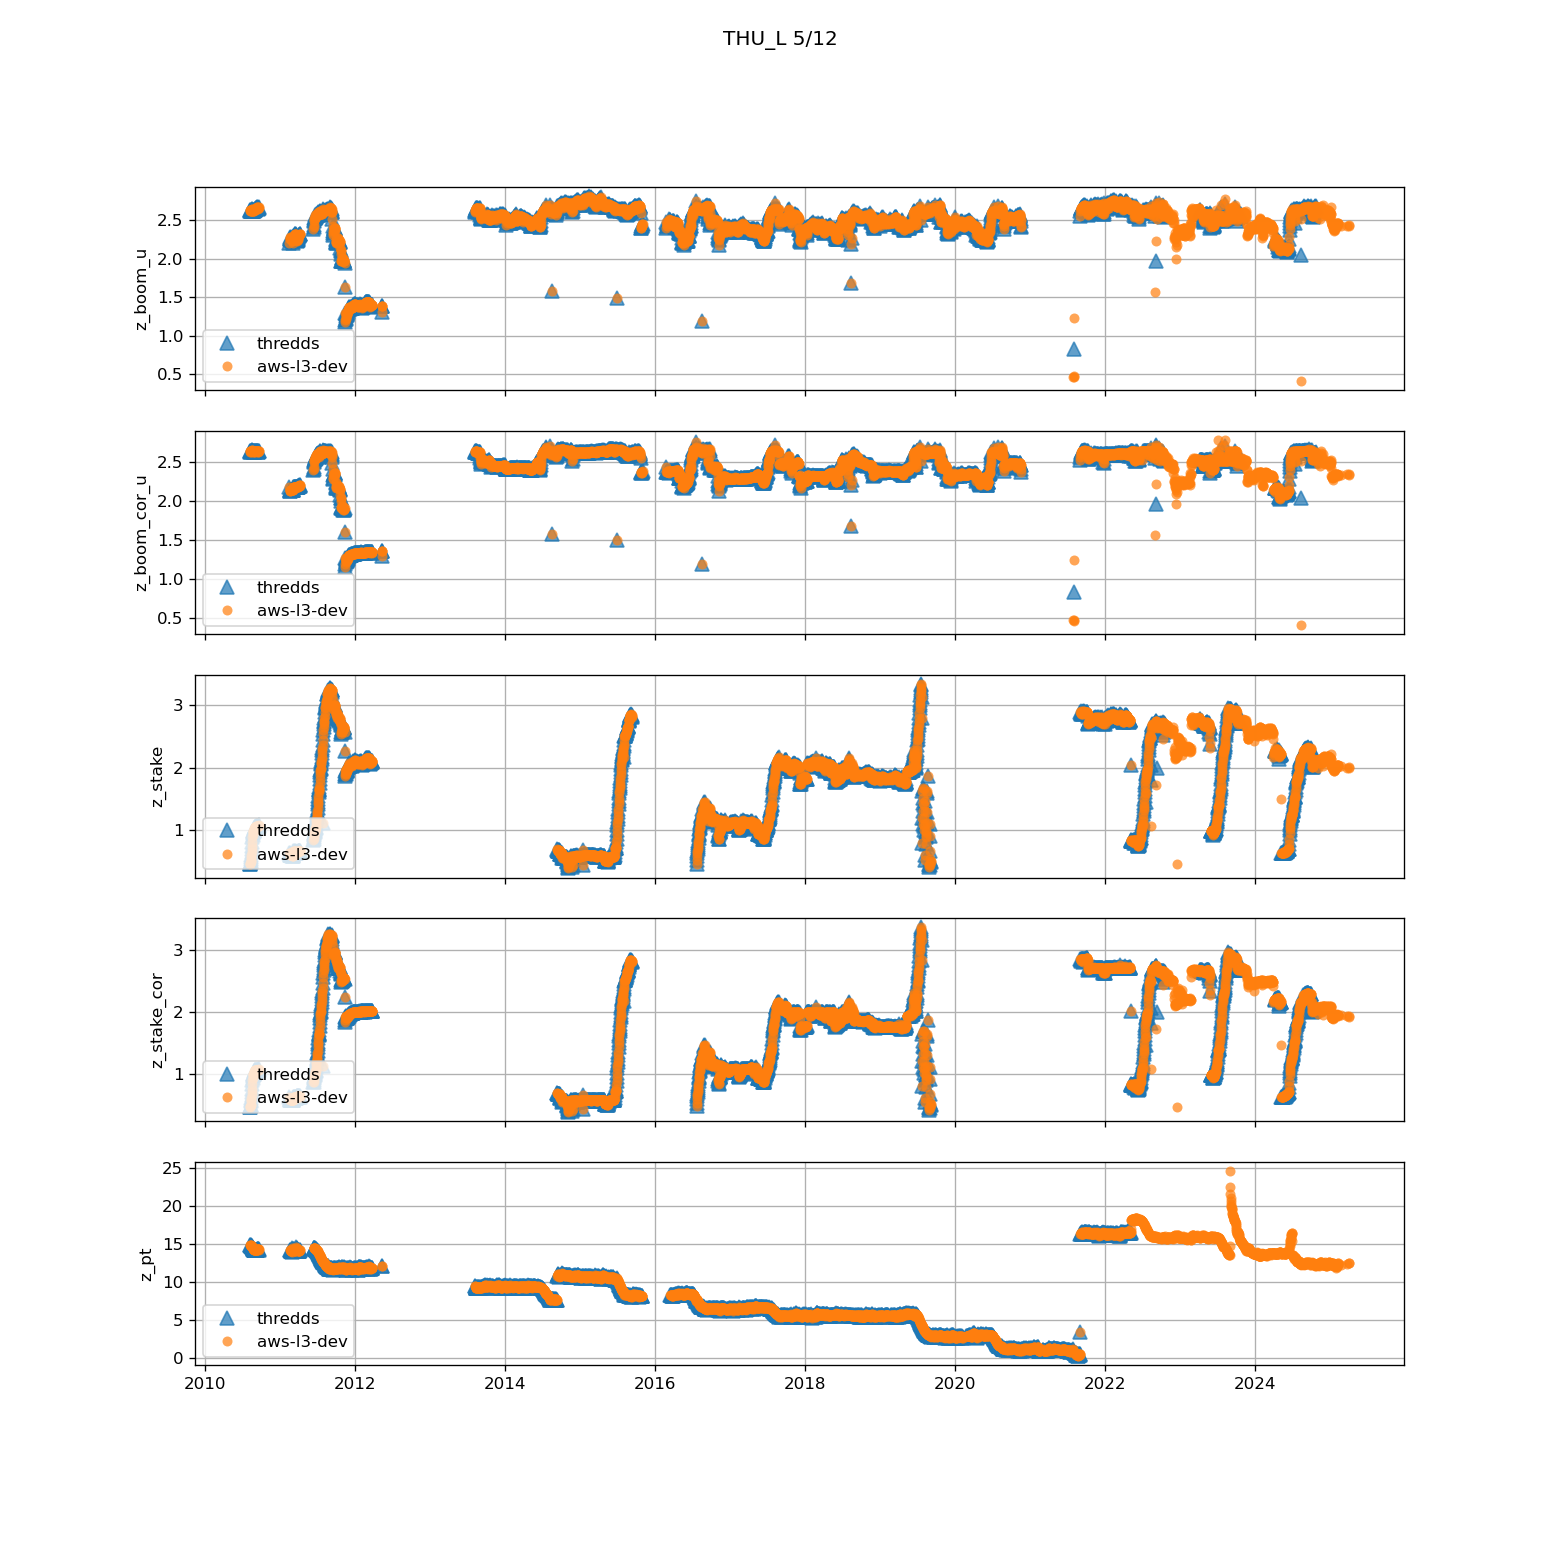 THU_L 5/12
z_boom_u
2.5
2.0
1.5
1.0
0.5
thredds
aws-l3-dev
z_boom_cor_u
2.5
2.0
1.5
1.0
0.5
thredds
aws-l3-dev
z_stake
3
2
1
thredds
aws-l3-dev
z_stake_cor
3
2
1
thredds
aws-l3-dev
z_pt
25
20
15
10
5
0
thredds
aws-l3-dev
2010 2012 2014 2016 2018 2020 2022 2024